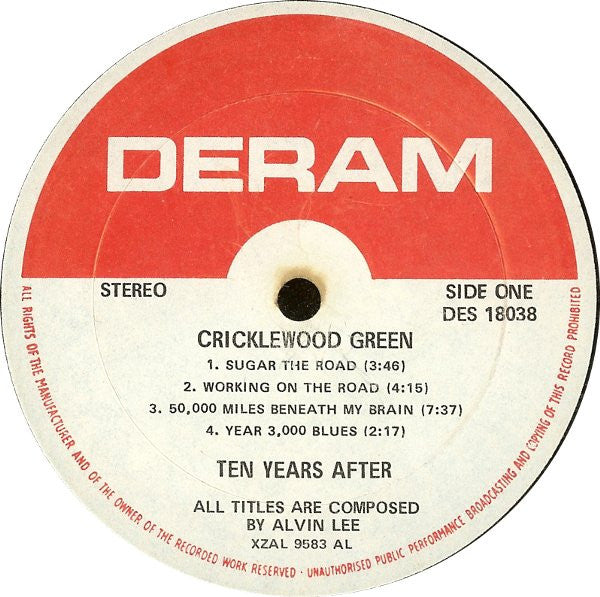 DERAM
STEREO
SIDE ONE
DES 18038
CRICKLEWOOD GREEN
1. SUGAR THE ROAD (3:46)
2. WORKING ON THE ROAD (4:15)
3. 50,000 MILES BENEATH MY BRAIN (7:37)
4. YEAR 3,000 BLUES (2:17)
TEN YEARS AFTER
ALL TITLES ARE COMPOSED
BY ALVIN LEE
XZAL 9583 AL
ALL RIGHTS OF THE MANUFACTURER AND OF THE OWNER OF THE RECORDED WORK RESERVED · UNAUTHORISED PUBLIC PERFORMANCE BROADCASTING AND COPYING OF THIS RECORD PROHIBITED